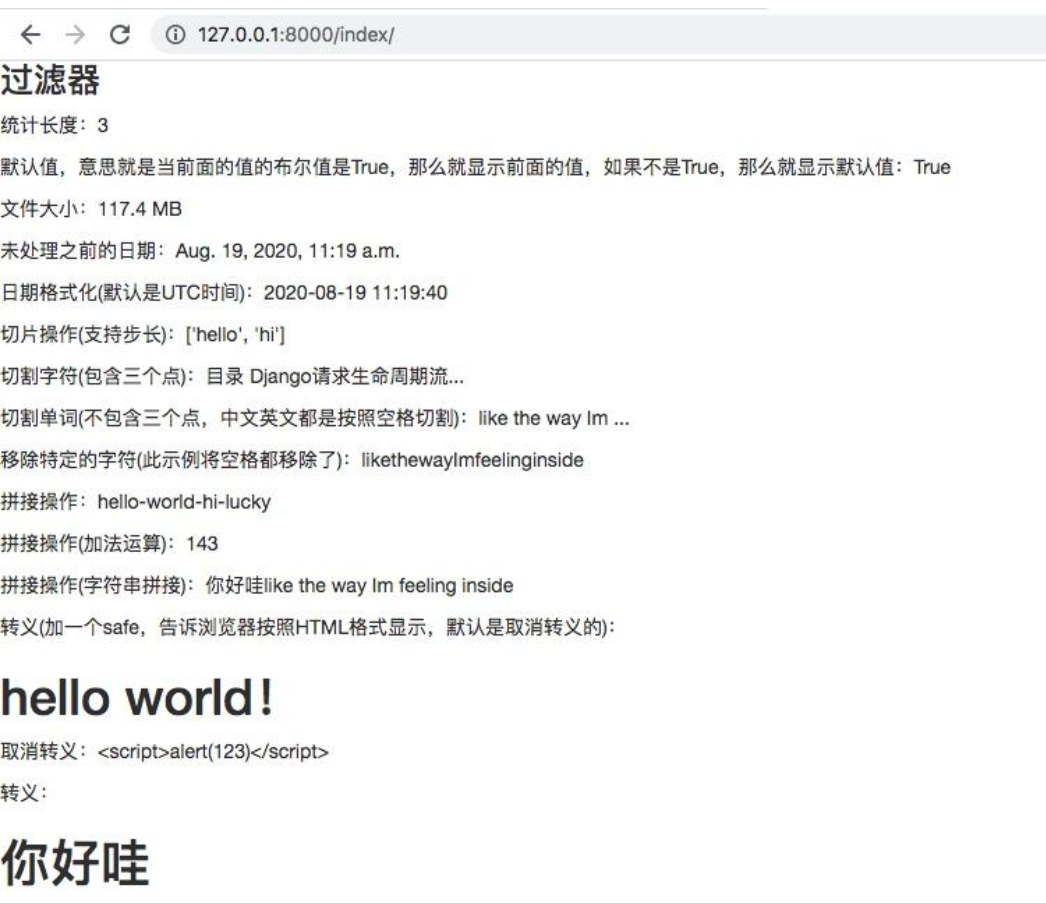 127.0.0.1:8000/index/
过滤器
统计长度：3
默认值，意思就是当前面的值的布尔值是True，那么就显示前面的值，如果不是True，那么就显示默认值：True
文件大小：117.4 MB
未处理之前的日期：Aug. 19, 2020, 11:19 a.m.
日期格式化(默认是UTC时间)：2020-08-19 11:19:40
切片操作(支持步长)：['hello', 'hi']
切割字符(包含三个点)：目录 Django请求生命周期流...
切割单词(不包含三个点，中文英文都是按照空格切割)：like the way Im ...
移除特定的字符(此示例将空格都移除了)：likethewayImfeelinginside
拼接操作：hello-world-hi-lucky
拼接操作(加法运算)：143
拼接操作(字符串拼接)：你好哇like the way Im feeling inside
转义(加一个safe，告诉浏览器按照HTML格式显示，默认是取消转义的)：
hello world！
取消转义：<script>alert(123)</script>
转义：
你好哇